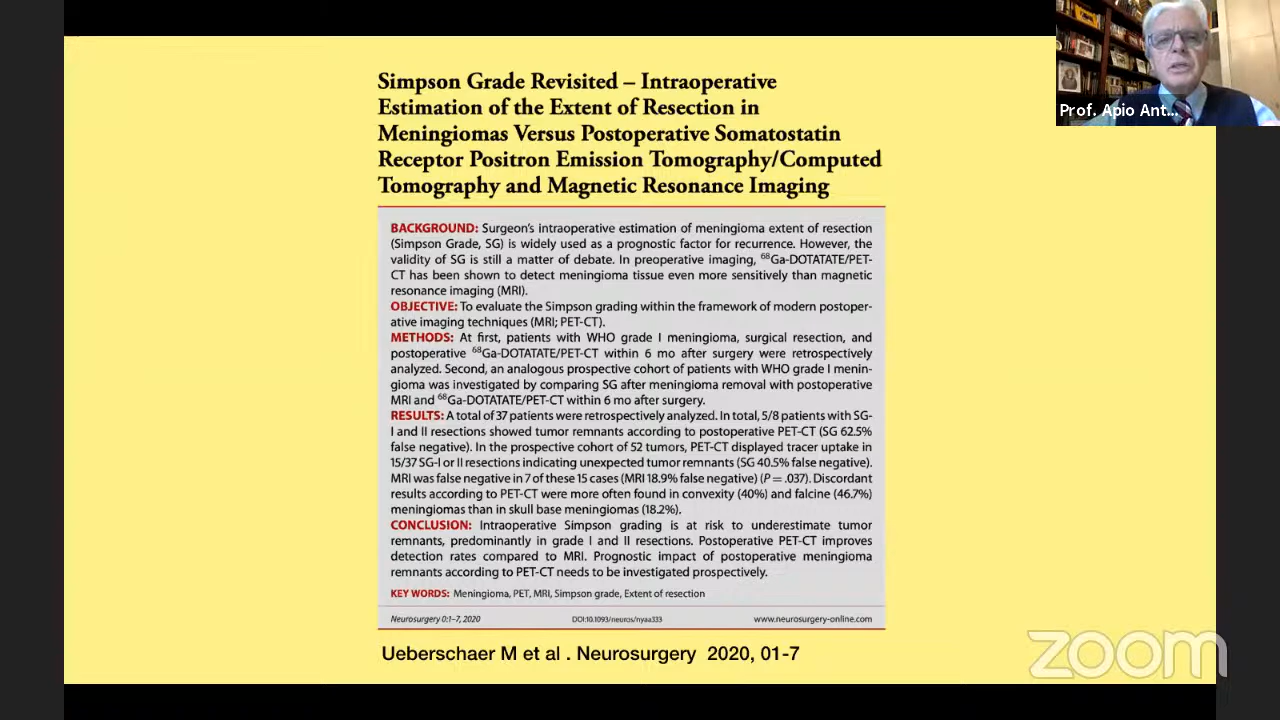 Simpson Grade Revisited – Intraoperative
Estimation of the Extent of Resection in
Meningiomas Versus Postoperative Somatostatin
Receptor Positron Emission Tomography/Computed
Tomography and Magnetic Resonance Imaging
Prof. Apio Ant...
BACKGROUND: Surgeon's intraoperative estimation of meningioma extent of resection
(Simpson Grade, SG) is widely used as a prognostic factor for recurrence. However, the
validity of SG is still a matter of debate. In preoperative imaging, ⁶⁸Ga-DOTATATE/PET-
CT has been shown to detect meningioma tissue even more sensitively than magnetic
resonance imaging (MRI).
OBJECTIVE: To evaluate the Simpson grading within the framework of modern postoper-
ative imaging techniques (MRI; PET-CT).
METHODS: At first, patients with WHO grade I meningioma, surgical resection, and
postoperative ⁶⁸Ga-DOTATATE/PET-CT within 6 mo after surgery were retrospectively
analyzed. Second, an analogous prospective cohort of patients with WHO grade I menin-
gioma was investigated by comparing SG after meningioma removal with postoperative
MRI and ⁶⁸Ga-DOTATATE/PET-CT within 6 mo after surgery.
RESULTS: A total of 37 patients were retrospectively analyzed. In total, 5/8 patients with SG-
I and II resections showed tumor remnants according to postoperative PET-CT (SG 62.5%
false negative). In the prospective cohort of 52 tumors, PET-CT displayed tracer uptake in
15/37 SG-I or II resections indicating unexpected tumor remnants (SG 40.5% false negative).
MRI was false negative in 7 of these 15 cases (MRI 18.9% false negative) (P = .037). Discordant
results according to PET-CT were more often found in convexity (40%) and falcine (46.7%)
meningiomas than in skull base meningiomas (18.2%).
CONCLUSION: Intraoperative Simpson grading is at risk to underestimate tumor
remnants, predominantly in grade I and II resections. Postoperative PET-CT improves
detection rates compared to MRI. Prognostic impact of postoperative meningioma
remnants according to PET-CT needs to be investigated prospectively.
KEY WORDS: Meningioma, PET, MRI, Simpson grade, Extent of resection
Neurosurgery 0:1–7, 2020 DOI:10.1093/neuros/nyaa333 www.neurosurgery-online.com
Ueberschaer M et al . Neurosurgery 2020, 01-7
zoom